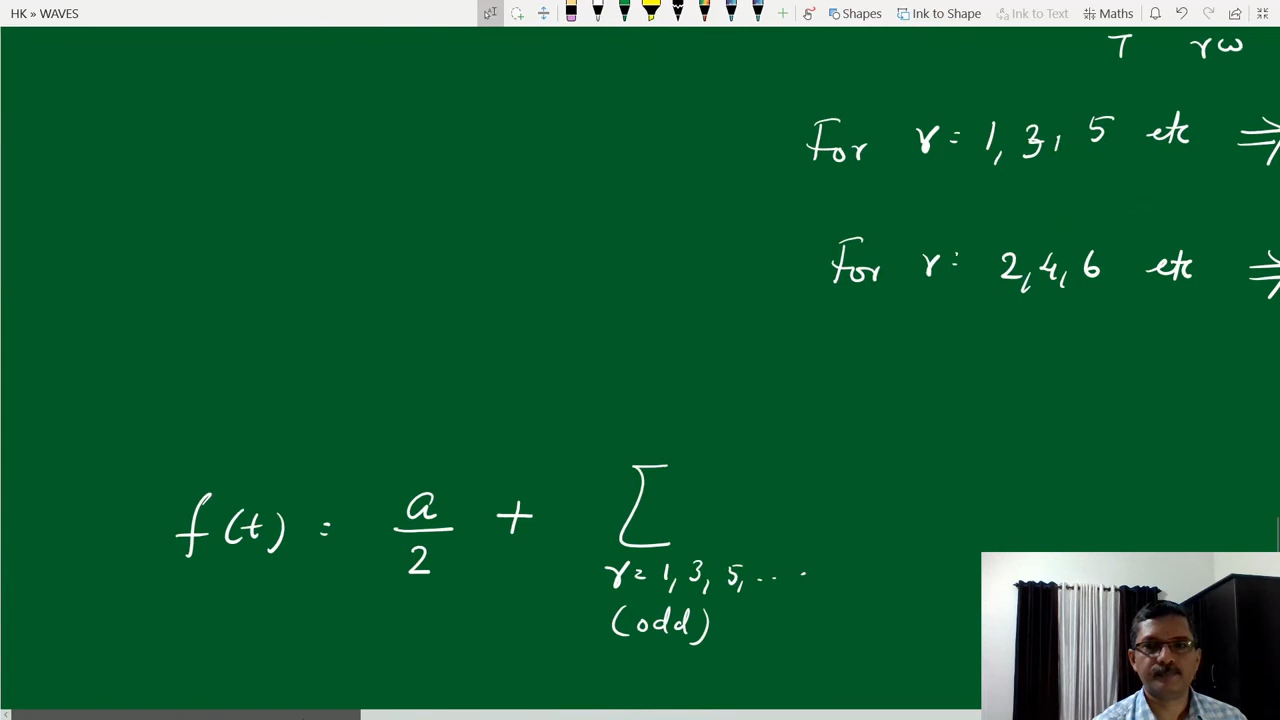 HK » WAVES
Shapes
Ink to Shape
Ink to Text
Maths
T rω
For r = 1, 3, 5 etc ⇒
For r = 2, 4, 6 etc ⇒
f(t) = a/2 + Σ
r = 1, 3, 5, ....
(odd)